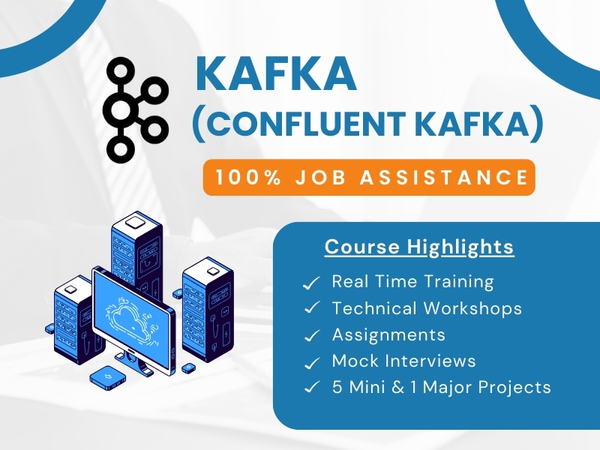 KAFKA
(CONFLUENT KAFKA)
100% JOB ASSISTANCE
Course Highlights
Real Time Training
Technical Workshops
Assignments
Mock Interviews
5 Mini & 1 Major Projects